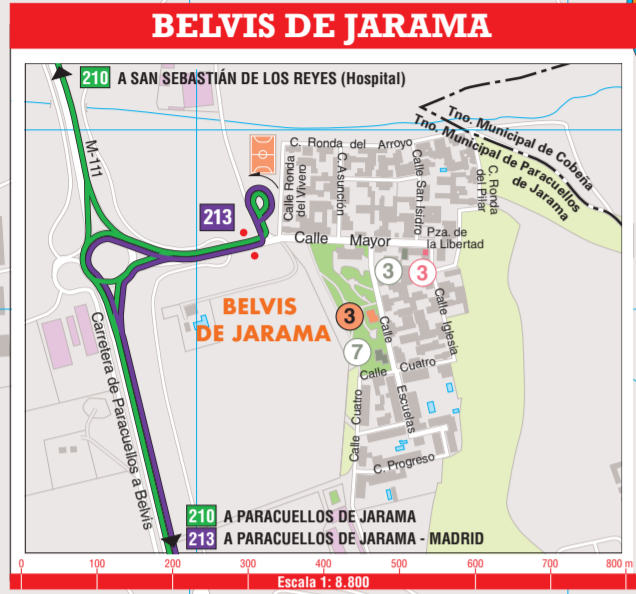 BELVIS DE JARAMA
210 A SAN SEBASTIÁN DE LOS REYES (Hospital)
M-111
Tno. Municipal de Cobeña
Tno. Municipal de Paracuellos
de Jarama
C. Ronda del Arroyo
Calle Ronda
del Vivero
C. Asunción
Calle San Isidro
C. Ronda
del Pilar
213
Calle Mayor
Pza. de
la Libertad
3
3
BELVIS
DE JARAMA
3
7
Calle Escuelas
Calle Iglesia
Calle Cuatro
Calle Cuatro
C. Progreso
Carretera de Paracuellos a Belvis
210 A PARACUELLOS DE JARAMA
213 A PARACUELLOS DE JARAMA - MADRID
0 100 200 300 400 500 600 700 800 m
Escala 1: 8.800